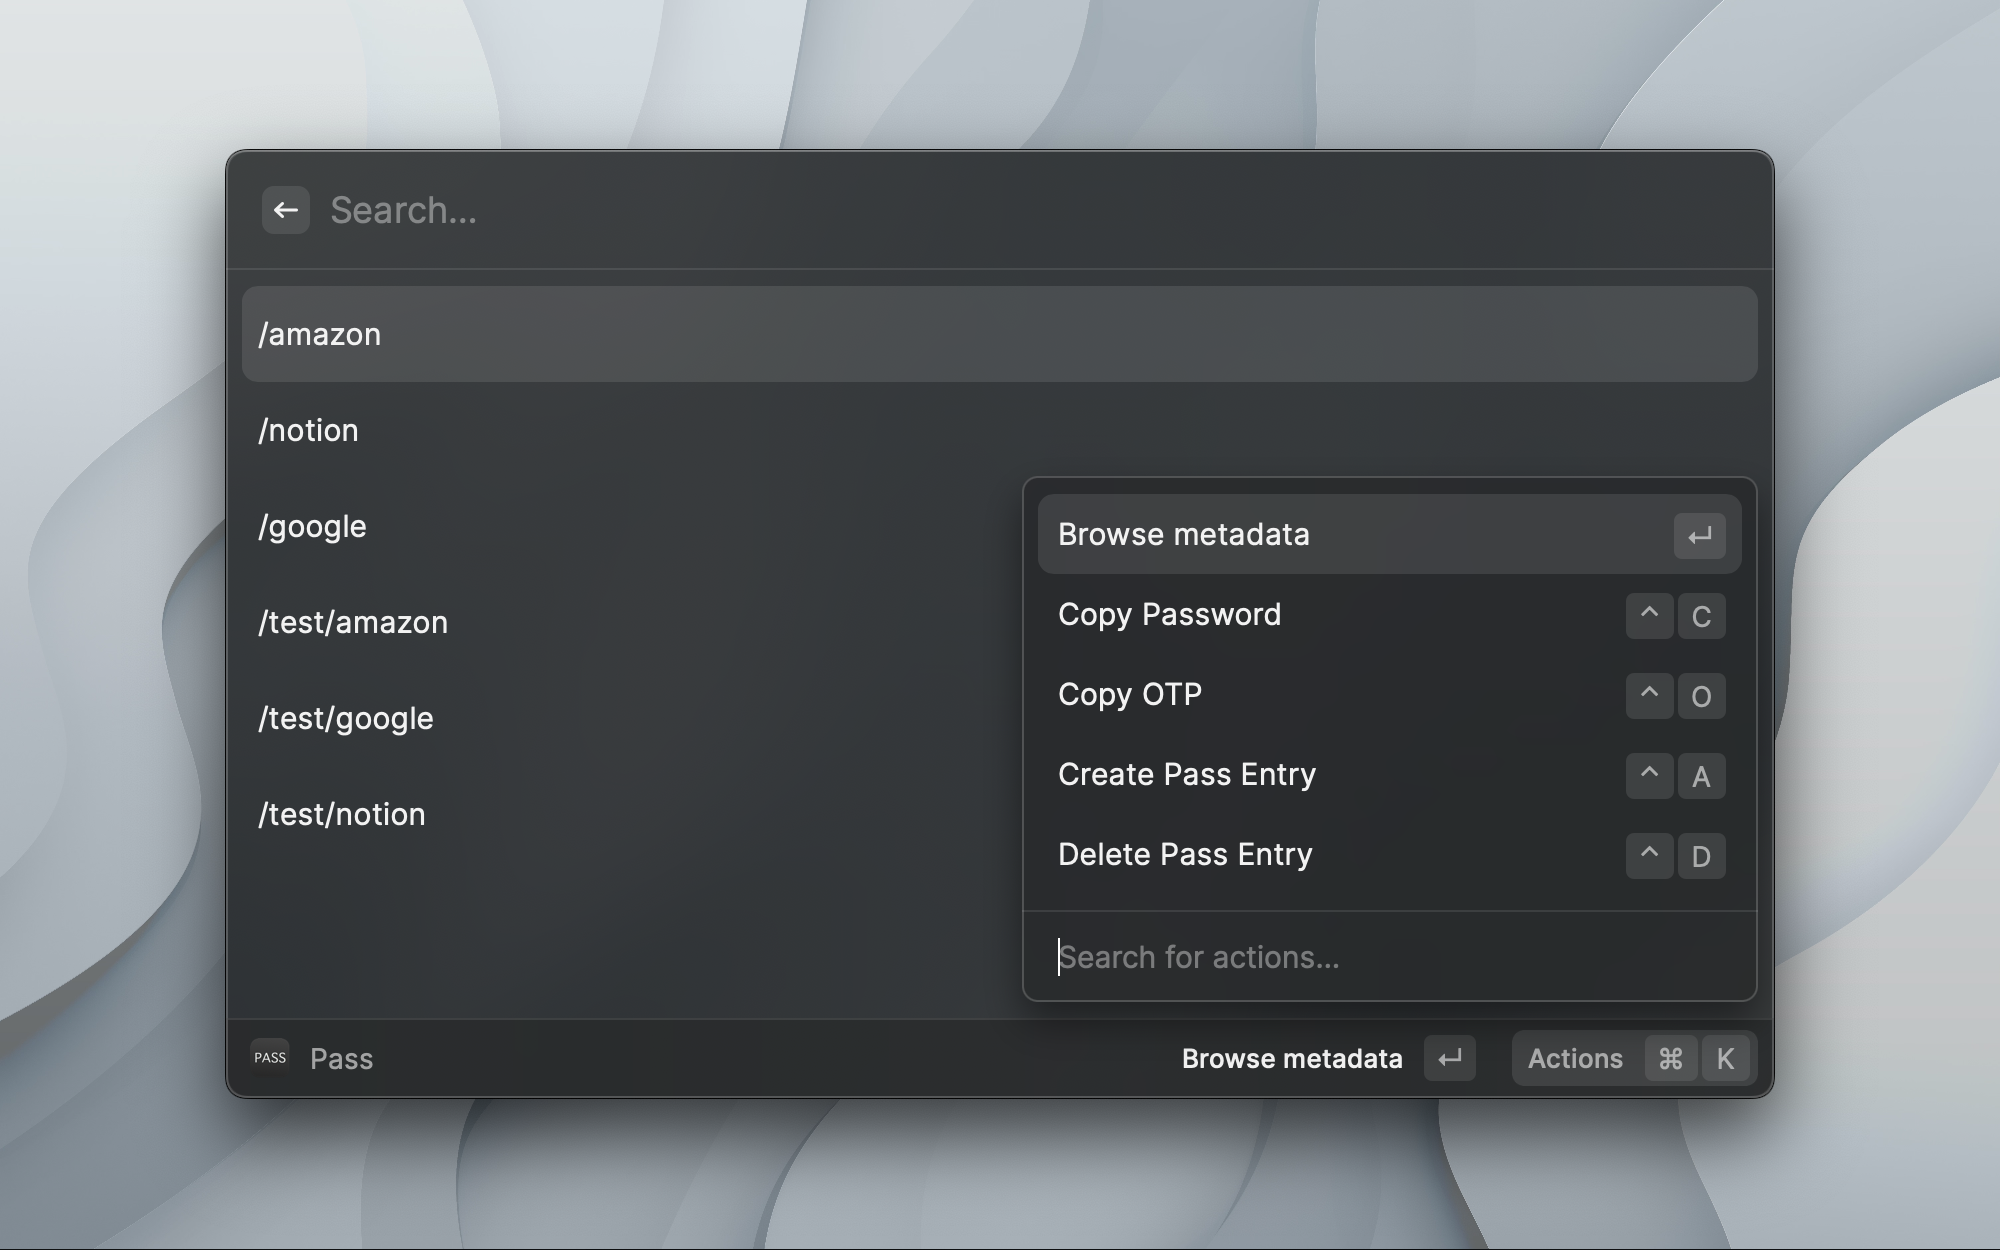 Search...
/amazon
/notion
/google
/test/amazon
/test/google
/test/notion
Browse metadata ↵
Copy Password ^ C
Copy OTP ^ O
Create Pass Entry ^ A
Delete Pass Entry ^ D
Search for actions...
PASS Pass
Browse metadata ↵ Actions ⌘ K